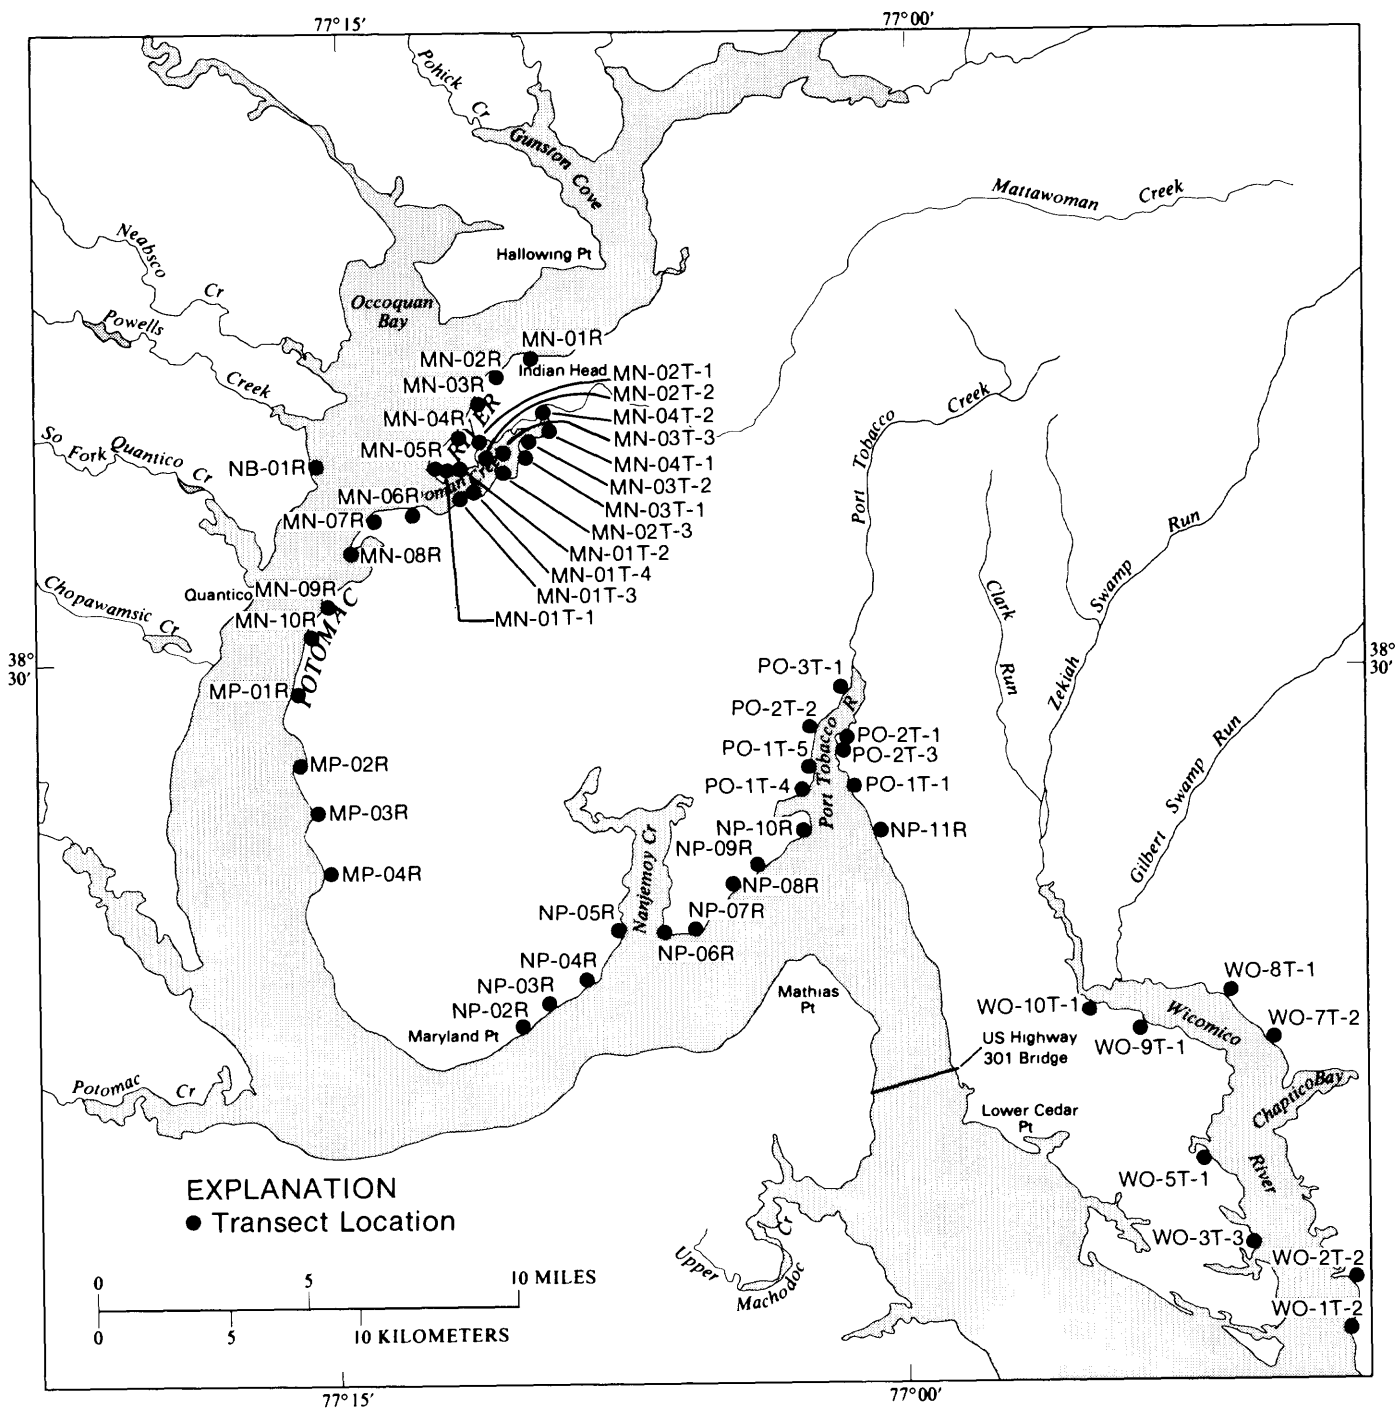 77°15′
77°00′
Pohick
Cr
Gunston Cove
Mattawoman Creek
Neabsco
Cr
Hallowing Pt
Powells
Creek
Occoquan
Bay
MN-01R
MN-02R
Indian Head
MN-03R
MN-02T-1
MN-02T-2
MN-04R
MN-04T-2
MN-03T-3
MN-05R
MN-04T-1
MN-03T-2
NB-01R
MN-06R
MN-03T-1
MN-07R
MN-02T-3
MN-08R
MN-01T-2
MN-01T-4
MN-01T-3
MN-01T-1
So
Fork
Quantico Cr
Port Tobacco Creek
Chopawamsic
Cr
Quantico
MN-09R
MN-10R
POTOMAC
RIVER
Clark
Run
Zekiah Swamp Run
Gilbert Swamp Run
38°
30′
38°
30′
MP-01R
MP-02R
MP-03R
MP-04R
PO-3T-1
PO-2T-2
PO-2T-1
PO-1T-5
PO-2T-3
PO-1T-4
PO-1T-1
Port Tobacco R
NP-10R
NP-11R
NP-09R
NP-08R
Nanjemoy Cr
NP-05R
NP-07R
NP-06R
NP-04R
NP-03R
NP-02R
Maryland Pt
Mathias
Pt
WO-8T-1
WO-10T-1
Wicomico
WO-7T-2
WO-9T-1
US Highway
301 Bridge
Chaptico Bay
Lower Cedar
Pt
Potomac
Cr
River
WO-5T-1
WO-3T-3
WO-2T-2
WO-1T-2
Upper
Machodoc
Cr
EXPLANATION
Transect Location
0 5 10 MILES
0 5 10 KILOMETERS
77°15′
77°00′